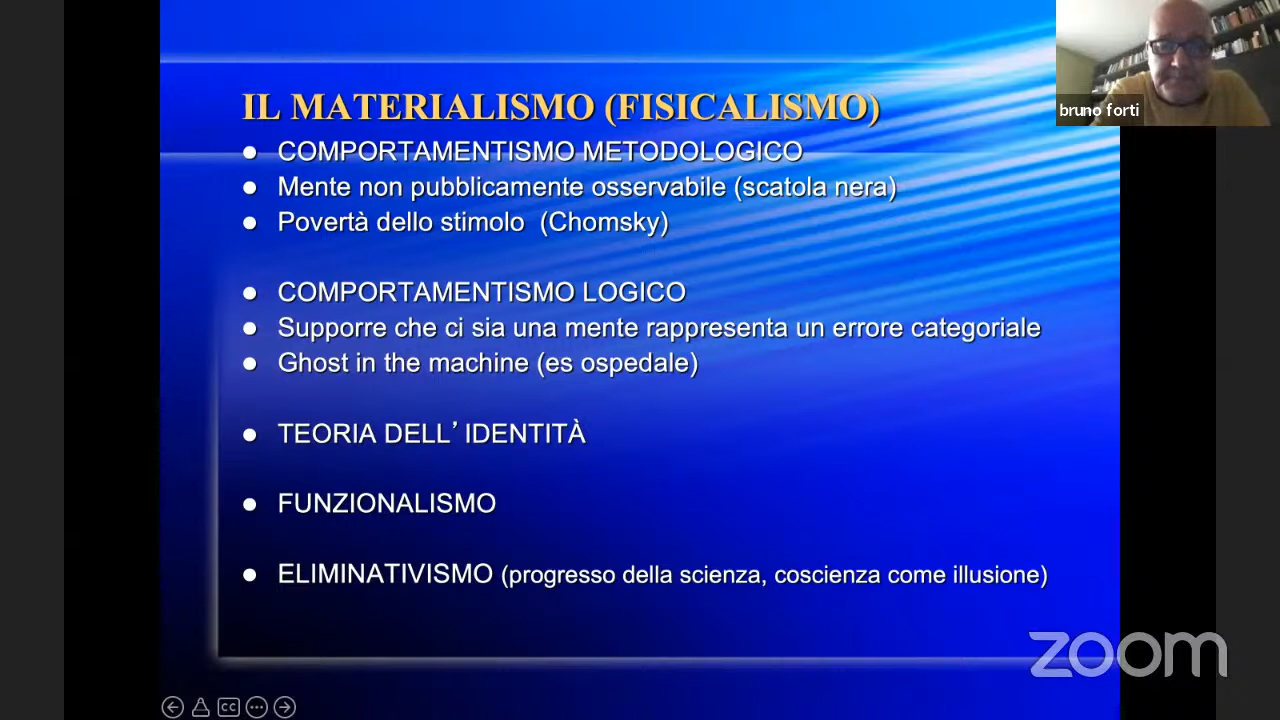 IL MATERIALISMO (FISICALISMO)
COMPORTAMENTISMO METODOLOGICO
Mente non pubblicamente osservabile (scatola nera)
Povertà dello stimolo (Chomsky)
COMPORTAMENTISMO LOGICO
Supporre che ci sia una mente rappresenta un errore categoriale
Ghost in the machine (es ospedale)
TEORIA DELL’ IDENTITÀ
FUNZIONALISMO
ELIMINATIVISMO (progresso della scienza, coscienza come illusione)
bruno forti
zoom
CC